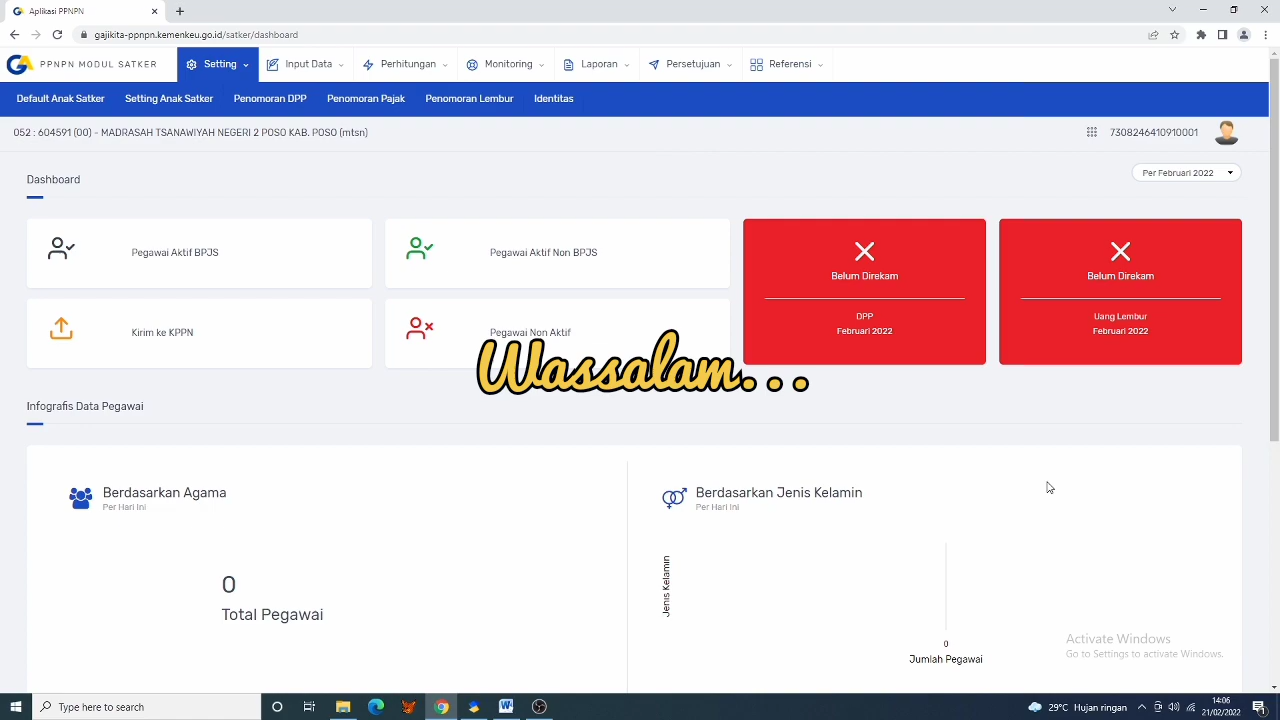 Aplikasi PPNPN
gajikita-ppnpn.kemenkeu.go.id/satker/dashboard
GA PPNPN MODUL SATKER Setting Input Data Perhitungan Monitoring Laporan Persetujuan Referensi
Default Anak Satker Setting Anak Satker Penomoran DPP Penomoran Pajak Penomoran Lembur Identitas
052 : 604591 (00) - MADRASAH TSANAWIYAH NEGERI 2 POSO KAB. POSO (mtsn) 7308246410910001
Dashboard
Per Februari 2022
Pegawai Aktif BPJS
Pegawai Aktif Non BPJS
Kirim ke KPPN
Pegawai Non Aktif
Belum Direkam
DPP
Februari 2022
Belum Direkam
Uang Lembur
Februari 2022
Wassalam...
Infografis Data Pegawai
Berdasarkan Agama
Per Hari Ini
0
Total Pegawai
Berdasarkan Jenis Kelamin
Per Hari Ini
Jenis Kelamin
0
Jumlah Pegawai
Activate Windows
Go to Settings to activate Windows.
Type here to search
29°C Hujan ringan
14:06
21/02/2022